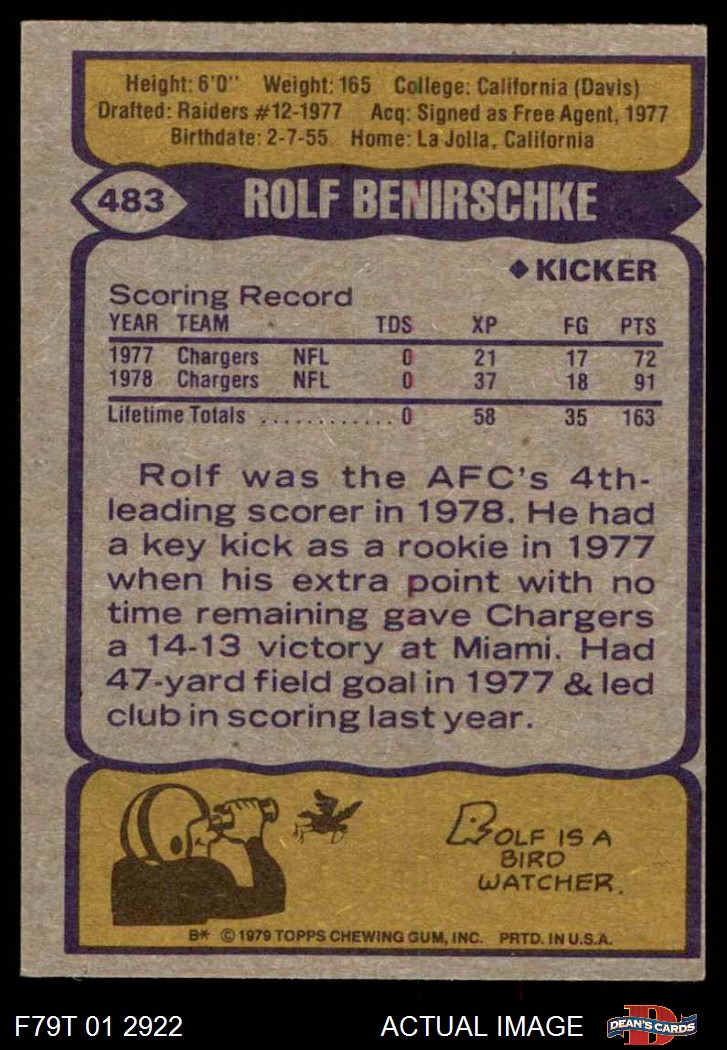 Height: 6'0" Weight: 165 College: California (Davis)
Drafted: Raiders #12-1977 Acq: Signed as Free Agent, 1977
Birthdate: 2-7-55 Home: La Jolla, California
483 ROLF BENIRSCHKE
◆ KICKER
Scoring Record
YEAR TEAM TDS XP FG PTS
1977 Chargers NFL 0 21 17 72
1978 Chargers NFL 0 37 18 91
Lifetime Totals ............ 0 58 35 163
Rolf was the AFC's 4th-
leading scorer in 1978. He had
a key kick as a rookie in 1977
when his extra point with no
time remaining gave Chargers
a 14-13 victory at Miami. Had
47-yard field goal in 1977 & led
club in scoring last year.
ROLF IS A
BIRD
WATCHER.
B* © 1979 TOPPS CHEWING GUM, INC. PRTD. IN U.S.A.
F79T 01 2922 ACTUAL IMAGE D DEAN'S CARDS